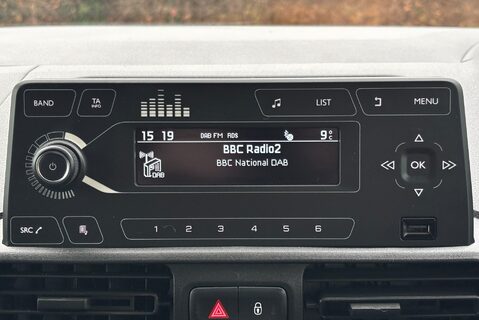 BAND
TA
INFO
LIST
MENU
15 19
DAB FM RDS
9°C
BBC Radio2
BBC National DAB
DAB
OK
SRC
1 2 3 4 5 6